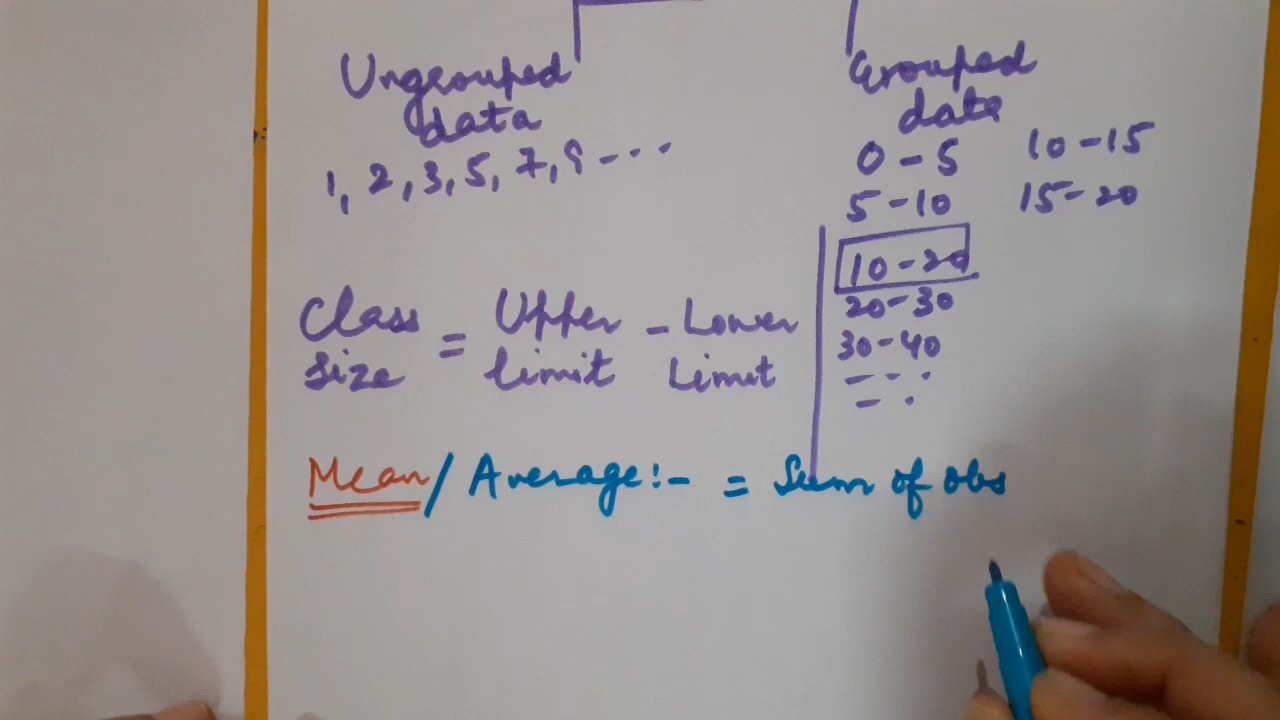 Ungrouped
data
1, 2, 3, 5, 7, 9 - - -
Grouped
data
0 - 5
10 - 15
5 - 10
15 - 20
10 - 20
20 - 30
30 - 40
Class
size
=
Upper
limit
-
Lower
Limit
Mean / Average :- = Sum of obs